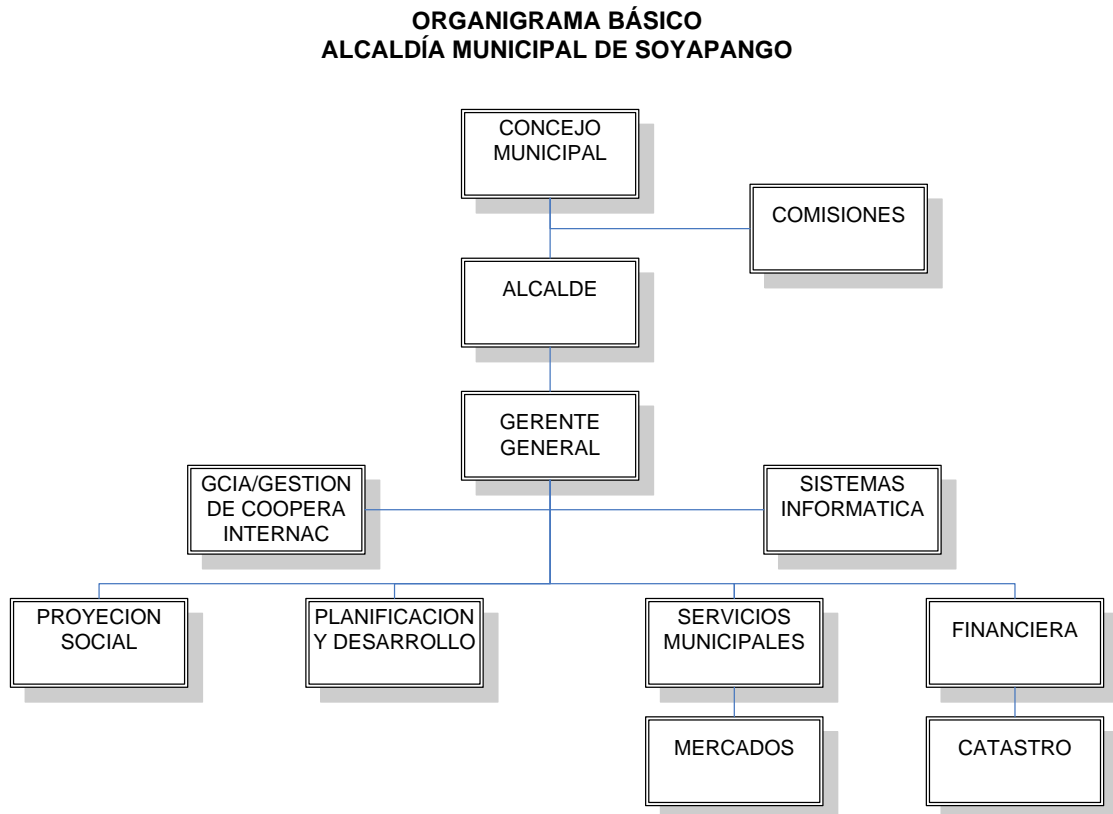 ORGANIGRAMA BÁSICO
ALCALDÍA MUNICIPAL DE SOYAPANGO
CONCEJO
MUNICIPAL
COMISIONES
ALCALDE
GERENTE
GENERAL
GCIA/GESTION
DE COOPERA
INTERNAC
SISTEMAS
INFORMATICA
PROYECION
SOCIAL
PLANIFICACION
Y DESARROLLO
SERVICIOS
MUNICIPALES
FINANCIERA
MERCADOS
CATASTRO